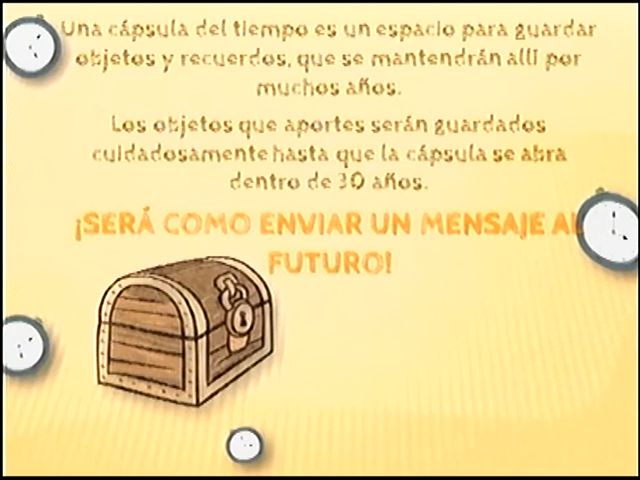 Una cápsula del tiempo es un espacio para guardar
objetos y recuerdos, que se mantendrán allí por
muchos años.
Los objetos que aportes serán guardados
cuidadosamente hasta que la cápsula se abra
dentro de 30 años.
¡SERÁ COMO ENVIAR UN MENSAJE AL
FUTURO!